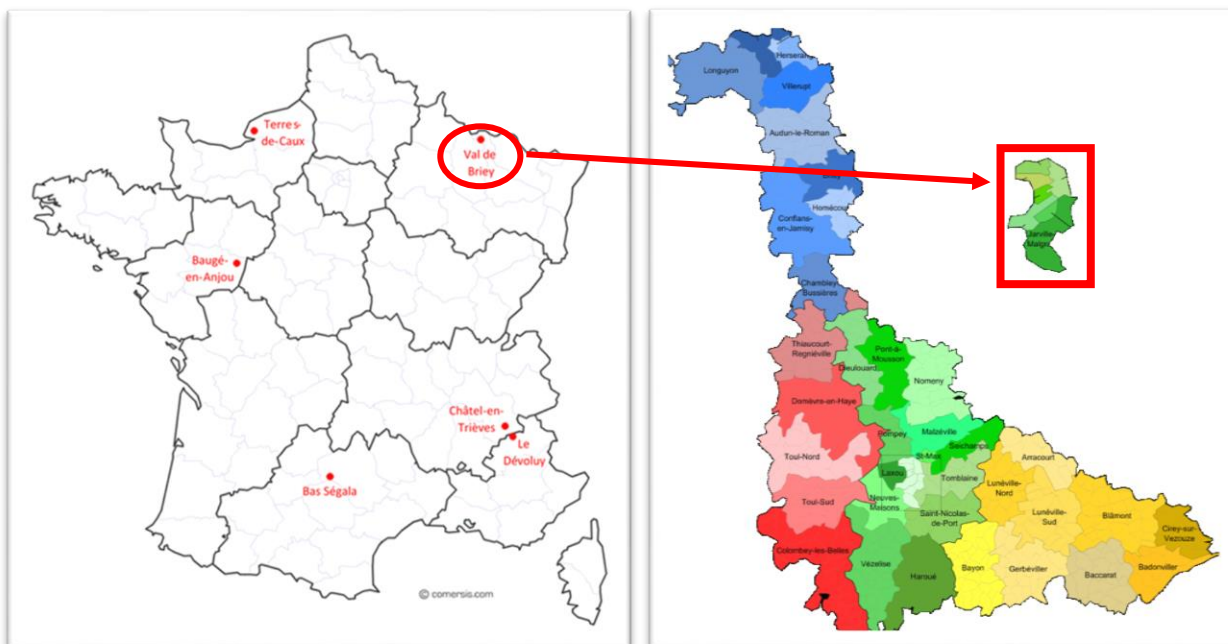 Terres-
de-Caux
Val de
Briey
Baugé-
en-Anjou
Châtel-en-
Trièves
Le
Dévoluy
Bas Ségala
© comersis.com
Longuyon
Villerupt
Audun-le-Roman
Briey
Conflans-
en-Jarnisy
Chambley
Bussières
Thiaucourt-
Regniéville
Pont-à-
Mousson
Dieulouard
Nomeny
Domèvre-en-Haye
Pompey
Malzéville
Seichamps
St-Max
Toul-Nord
Laxou
Tomblaine
Arracourt
Lunéville-
Nord
Toul-Sud
Neuves-
Maisons
Saint-Nicolas-
de-Port
Lunéville-
Sud
Blâmont
Cirey-sur-
Vezouze
Colombey-les-Belles
Vézelise
Haroué
Bayon
Gerbéviller
Baccarat
Badonviller